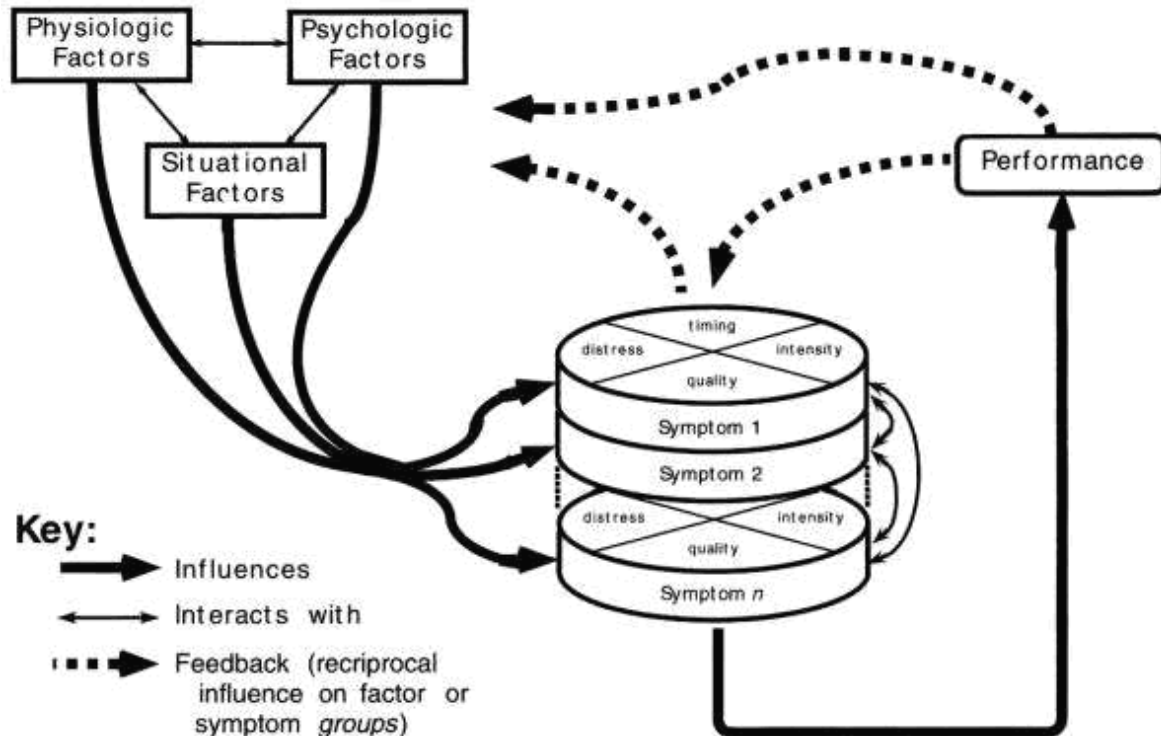 Physiologic
Factors
Psychologic
Factors
Situational
Factors
Performance
timing
distress
intensity
quality
Symptom 1
Symptom 2
distress
intensity
quality
Symptom n
Key:
Influences
Interacts with
Feedback (recriprocal
influence on factor or
symptom groups)